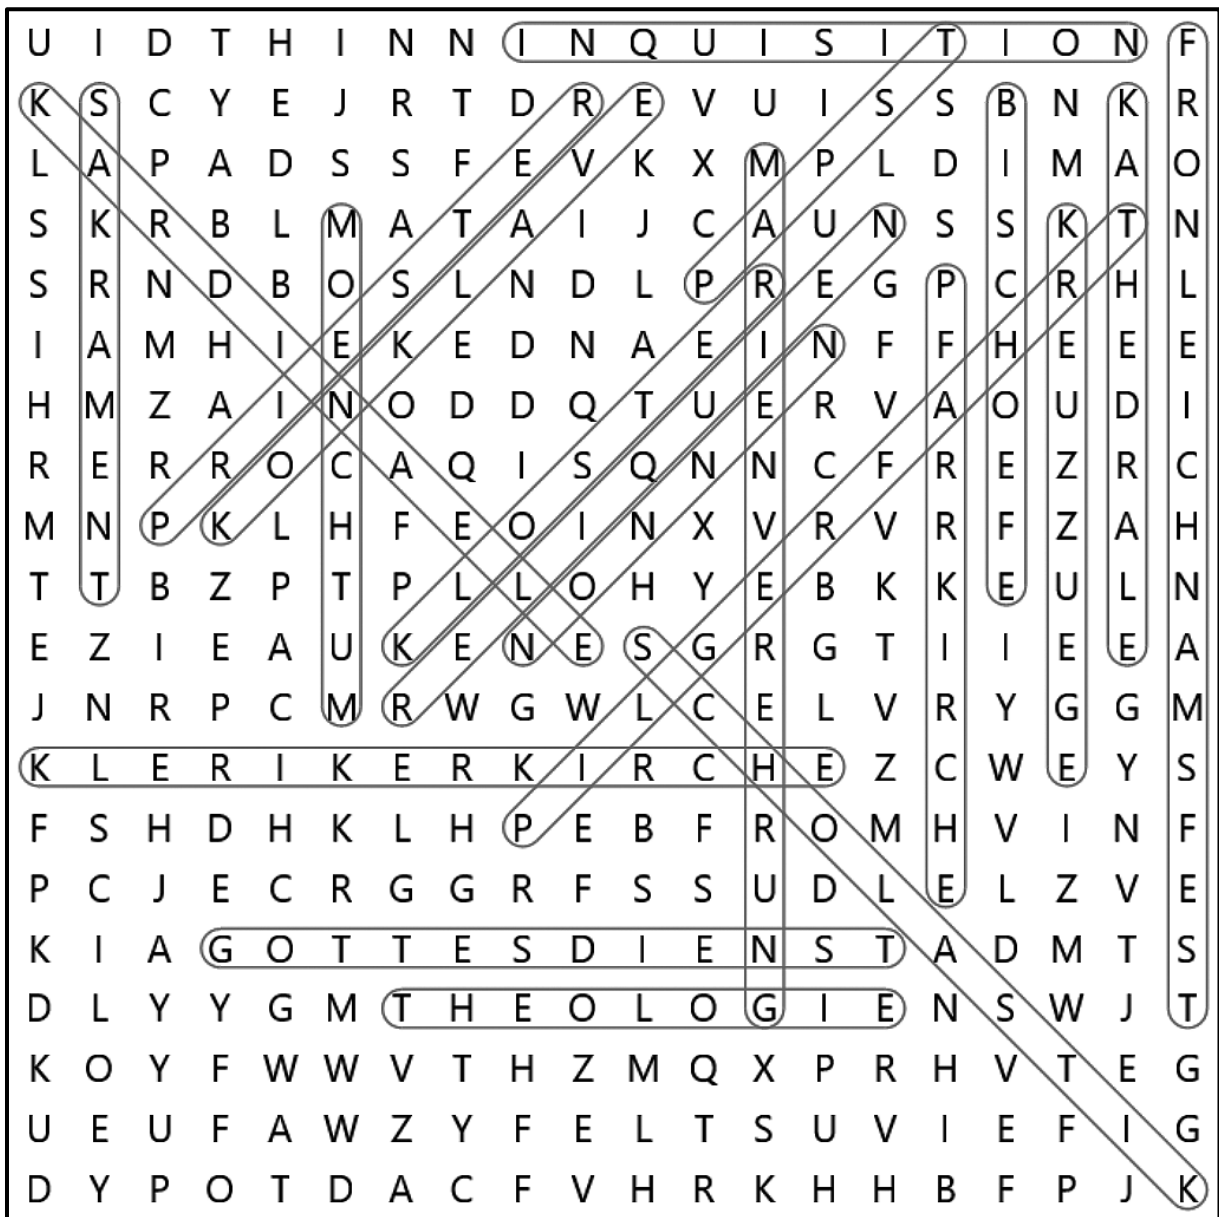 U I D T H I N N I N Q U I S I T I O N F
K S C Y E J R T D R E V U I S S B N K R
L A P A D S S F E V K X M P L D I M A O
S K R B L M A T A I J C A U N S S K T N
S R N D B O S L N D L P R E G P C R H L
I A M H I E K E D N A E I N F F H E E E
H M Z A I N O D D Q T U E R V A O U D I
R E R R O C A Q I S Q N N C F R E Z R C
M N P K L H F E O I N X V R V R F Z A H
T T B Z P T P L L O H Y E B K K E U L N
E Z I E A U K E N E S G R G T I I E E A
J N R P C M R W G W L C E L V R Y G G M
K L E R I K E R K I R C H E Z C W E Y S
F S H D H K L H P E B F R O M H V I N F
P C J E C R G G R F S S U D L E L Z V E
K I A G O T T E S D I E N S T A D M T S
D L Y Y G M T H E O L O G I E N S W J T
K O Y F W W V T H Z M Q X P R H V T E G
U E U F A W Z Y F E L T S U V I E F I G
D Y P O T D A C F V H R K H H B F P J K